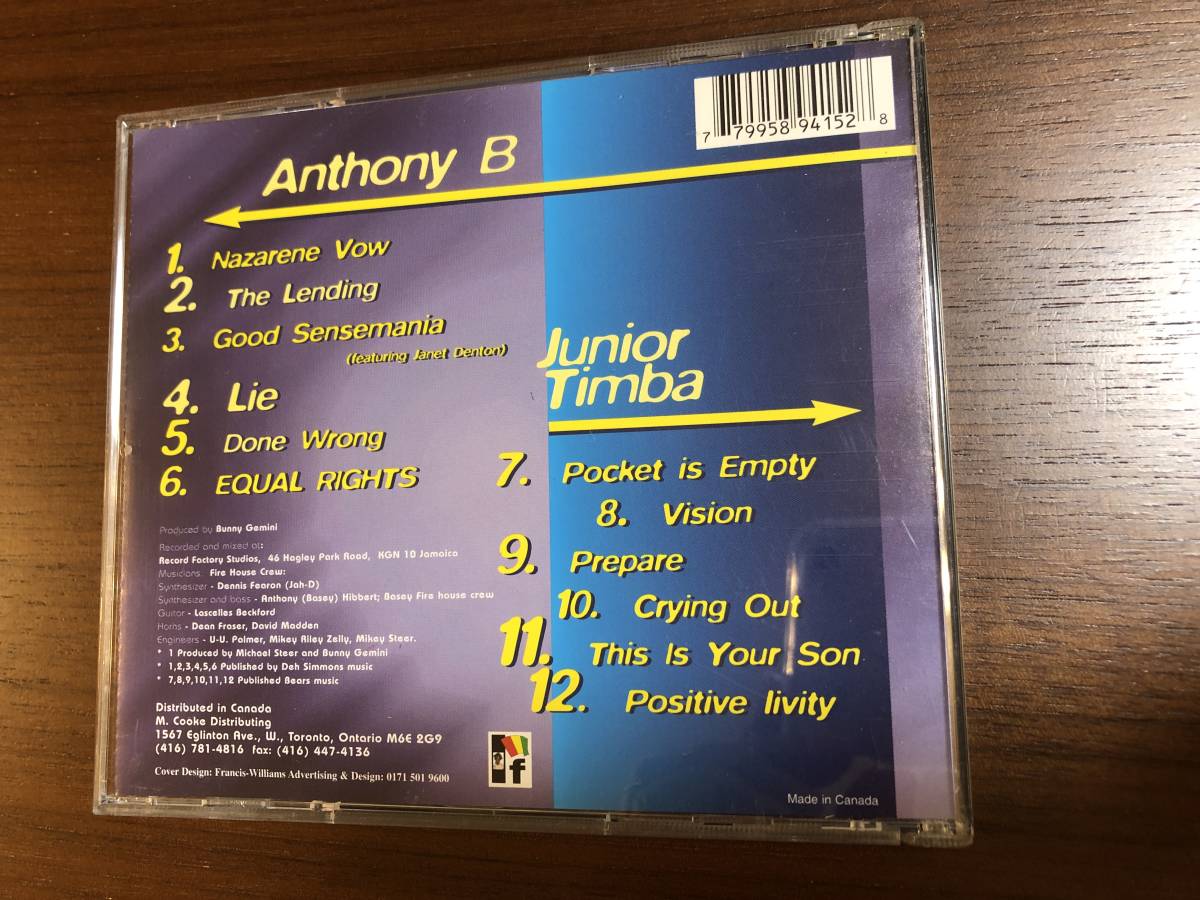 7 79958 94152 8
Anthony B
1. Nazarene Vow
2. The Lending
3. Good Sensemania
(featuring Janet Denton)
4. Lie
5. Done Wrong
6. EQUAL RIGHTS
Junior
Timba
7. Pocket is Empty
8. Vision
9. Prepare
10. Crying Out
11. This Is Your Son
12. Positive livity
Produced by Bunny Gemini
Recorded and mixed at:
Record Factory Studios, 46 Hagley Park Road, KGN 10 Jamaica
Musicians: Fire House Crew:
Synthesizer - Dennis Fearon (Jah-D)
Synthesizer and bass - Anthony (Basey) Hibbert; Basey Fire house crew
Guitor - Lascelles Beckford
Horns - Dean Fraser, David Madden
Engineers - U-U. Palmer, Mikey Riley Zelly, Mikey Steer.
* 1 Produced by Michael Steer and Bunny Gemini
* 1,2,3,4,5,6 Published by Deh Simmons music
* 7,8,9,10,11,12 Published Bears music
Distributed in Canada
M. Cooke Distributing
1567 Eglinton Ave., W., Toronto, Ontario M6E 2G9
(416) 781-4816 fax: (416) 447-4136
Cover Design: Francis-Williams Advertising & Design: 0171 501 9600
f
Made in Canada